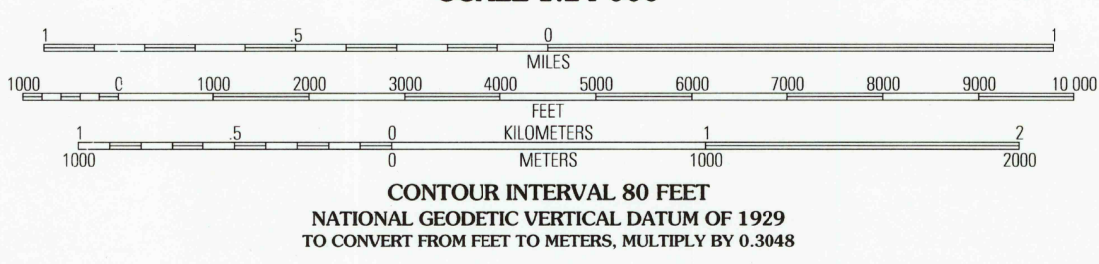 1 .5 0 1
MILES
1000 0 1000 2000 3000 4000 5000 6000 7000 8000 9000 10 000
FEET
1 .5 0 KILOMETERS 1 2
1000 0 METERS 1000 2000
CONTOUR INTERVAL 80 FEET
NATIONAL GEODETIC VERTICAL DATUM OF 1929
TO CONVERT FROM FEET TO METERS, MULTIPLY BY 0.3048